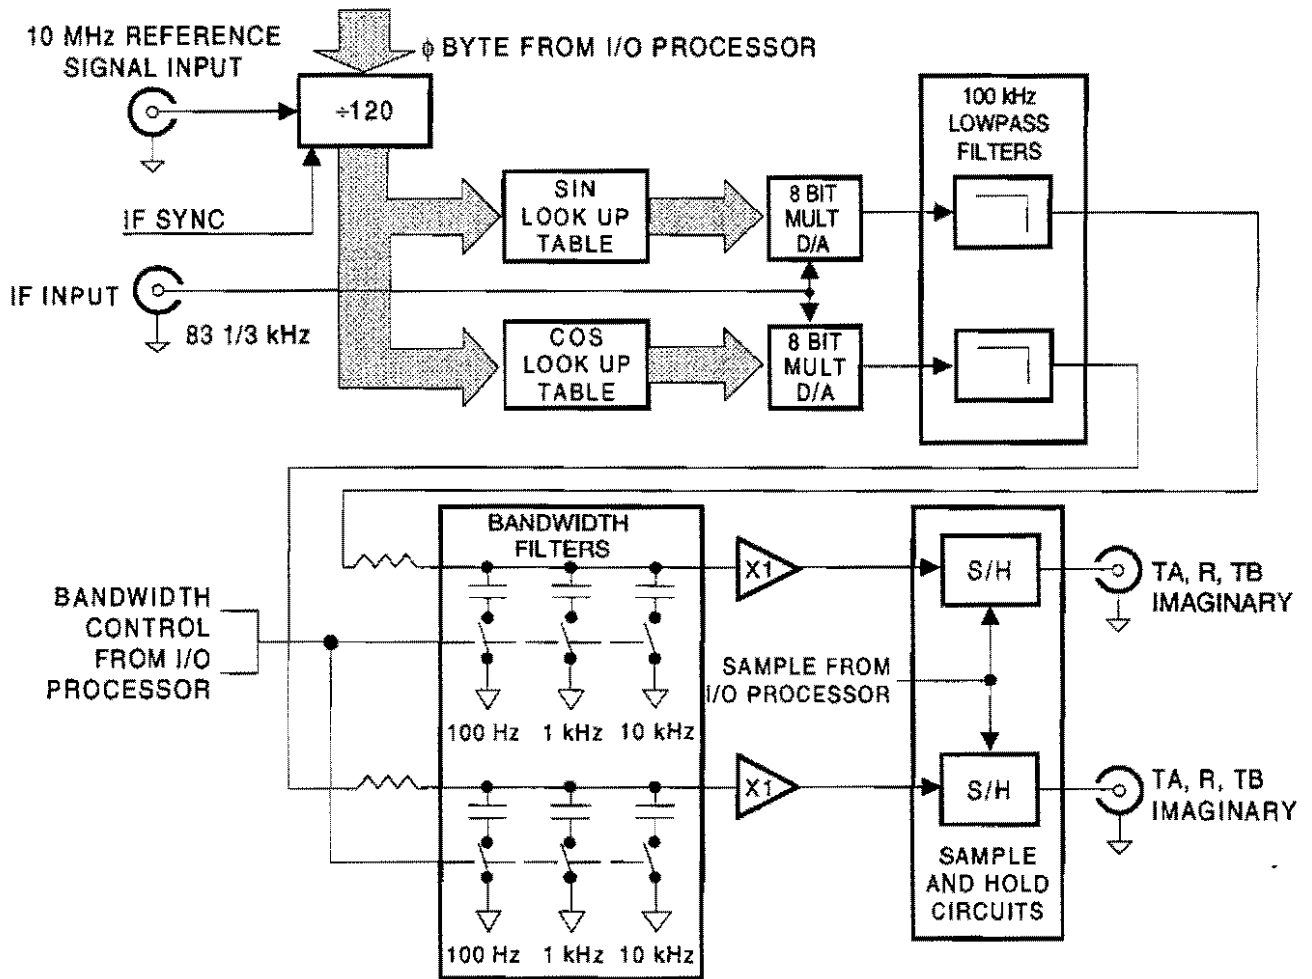 10 MHz REFERENCE
SIGNAL INPUT
ϕ BYTE FROM I/O PROCESSOR
÷120
100 kHz
LOWPASS
FILTERS
SIN
LOOK UP
TABLE
8 BIT
MULT
D/A
IF SYNC
IF INPUT
83 1/3 kHz
COS
LOOK UP
TABLE
8 BIT
MULT
D/A
BANDWIDTH
FILTERS
X1
S/H
TA, R, TB
IMAGINARY
BANDWIDTH
CONTROL
FROM I/O
PROCESSOR
SAMPLE FROM
I/O PROCESSOR
100 Hz
1 kHz
10 kHz
X1
S/H
TA, R, TB
IMAGINARY
SAMPLE
AND HOLD
CIRCUITS
100 Hz
1 kHz
10 kHz